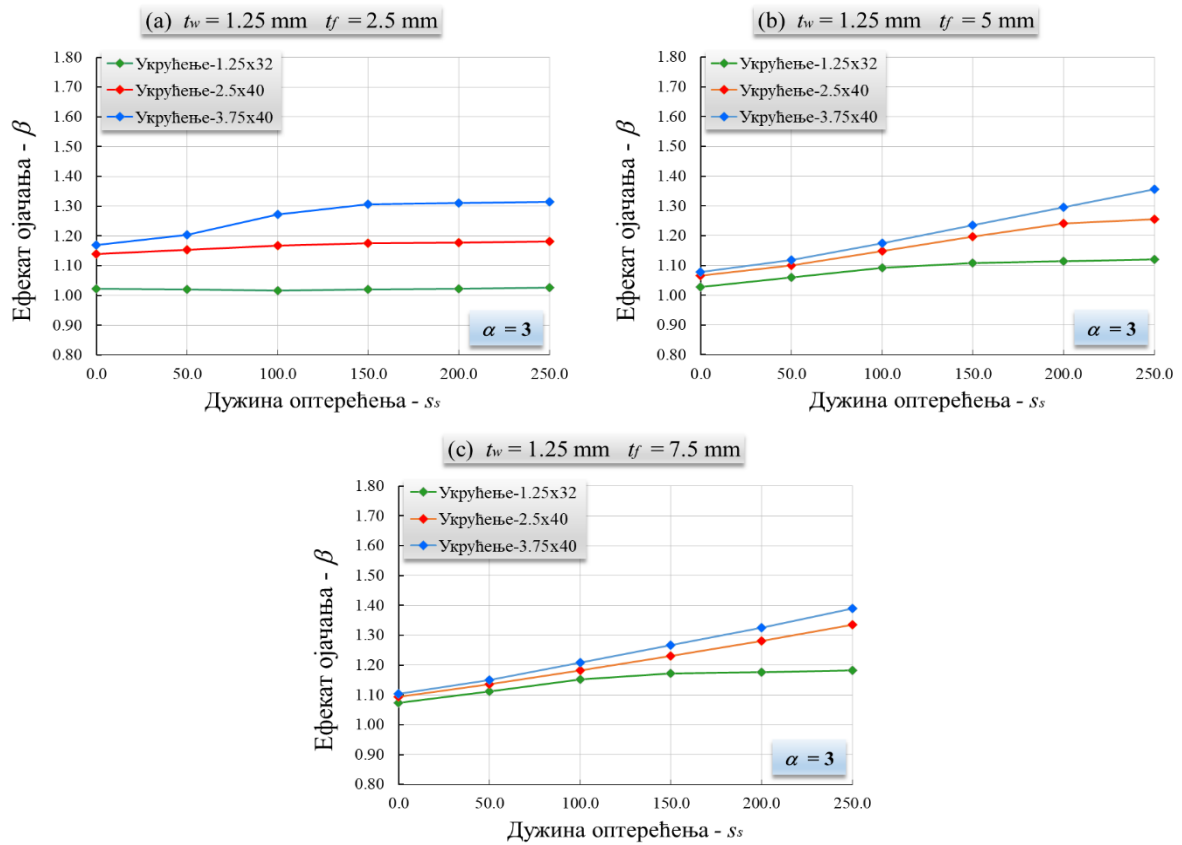 (a) tw = 1.25 mm tf = 2.5 mm
Укрућење-1.25x32
Укрућење-2.5x40
Укрућење-3.75x40
1.80
1.70
1.60
1.50
1.40
1.30
1.20
1.10
1.00
0.90
0.80
Ефекат ојачања - β
α = 3
0.0 50.0 100.0 150.0 200.0 250.0
Дужина оптерећења - ss
(b) tw = 1.25 mm tf = 5 mm
Укрућење-1.25x32
Укрућење-2.5x40
Укрућење-3.75x40
1.80
1.70
1.60
1.50
1.40
1.30
1.20
1.10
1.00
0.90
0.80
Ефекат ојачања - β
α = 3
0.0 50.0 100.0 150.0 200.0 250.0
Дужина оптерећења - ss
(c) tw = 1.25 mm tf = 7.5 mm
Укрућење-1.25x32
Укрућење-2.5x40
Укрућење-3.75x40
1.80
1.70
1.60
1.50
1.40
1.30
1.20
1.10
1.00
0.90
0.80
Ефекат ојачања - β
α = 3
0.0 50.0 100.0 150.0 200.0 250.0
Дужина оптерећења - ss